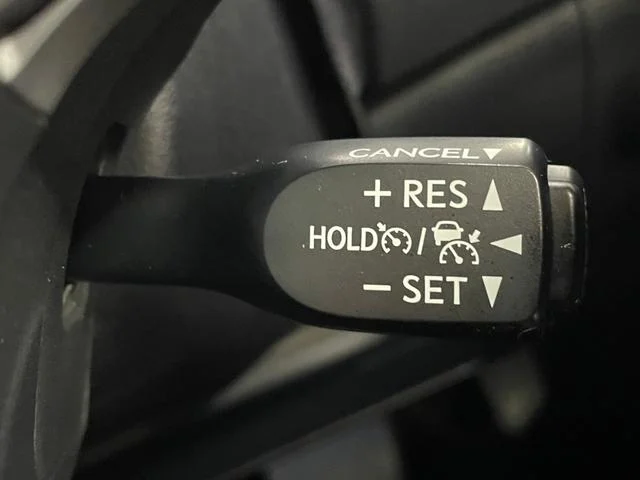 CANCEL▼
+ RES ▲
HOLD / ◀
− SET ▼